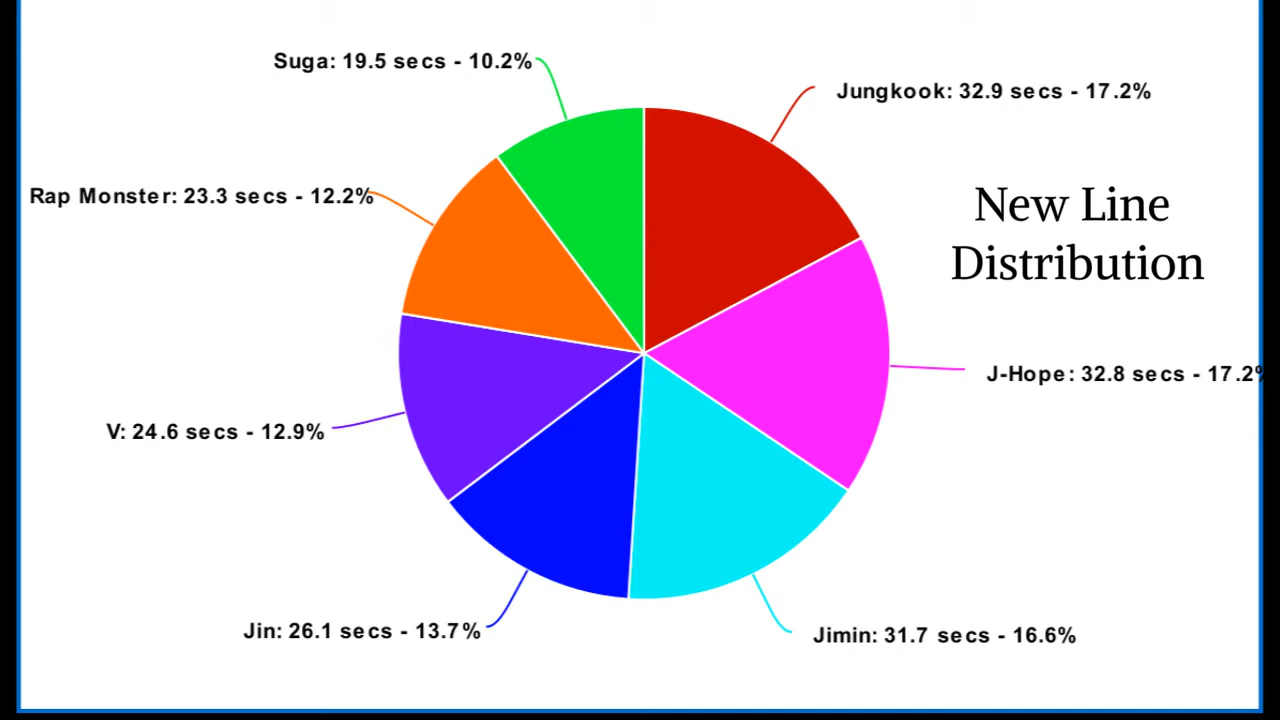 Suga: 19.5 secs - 10.2%
Jungkook: 32.9 secs - 17.2%
Rap Monster: 23.3 secs - 12.2%
New Line
Distribution
J-Hope: 32.8 secs - 17.2%
V: 24.6 secs - 12.9%
Jin: 26.1 secs - 13.7%
Jimin: 31.7 secs - 16.6%